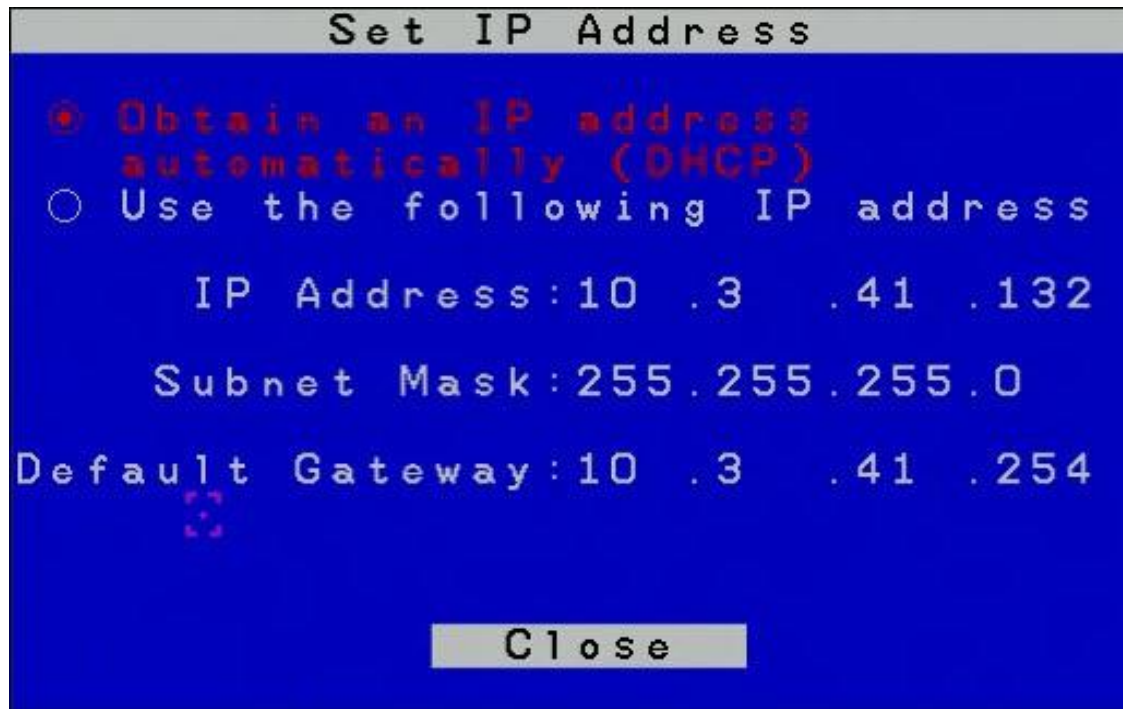 Set IP Address
Obtain an IP address
automatically (DHCP)
Use the following IP address
IP Address:10 .3 .41 .132
Subnet Mask:255.255.255.0
Default Gateway:10 .3 .41 .254
Close